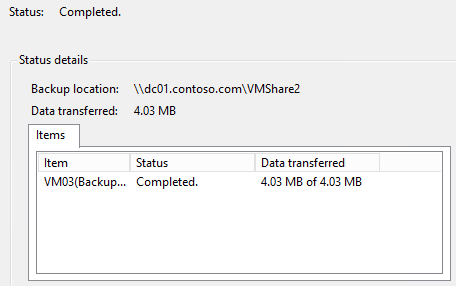 Status: Completed.
Status details
Backup location: \\dc01.contoso.com\VMShare2
Data transferred: 4.03 MB
Items
Item Status Data transferred
VM03(Backup... Completed. 4.03 MB of 4.03 MB